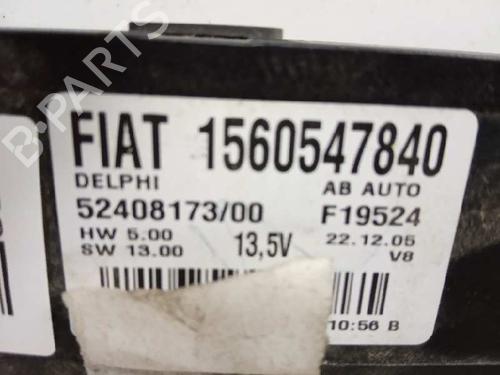 FIAT 1560547840
DELPHI AB AUTO
52408173/00 F19524
HW 5.00 13,5V 22.12.05
SW 13.00 V8
10:56 B